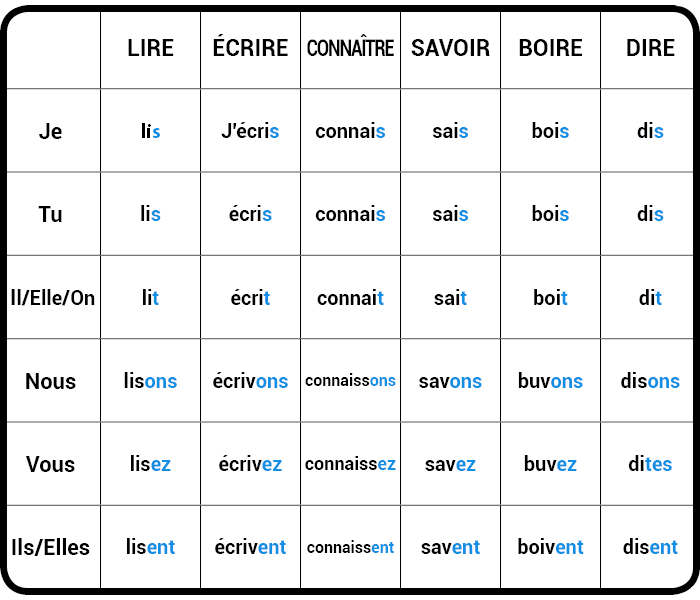 LIRE ÉCRIRE CONNAÎTRE SAVOIR BOIRE DIRE
Je lis J'écris connais sais bois dis
Tu lis écris connais sais bois dis
Il/Elle/On lit écrit connait sait boit dit
Nous lisons écrivons connaissons savons buvons disons
Vous lisez écrivez connaissez savez buvez dites
Ils/Elles lisent écrivent connaissent savent boivent disent